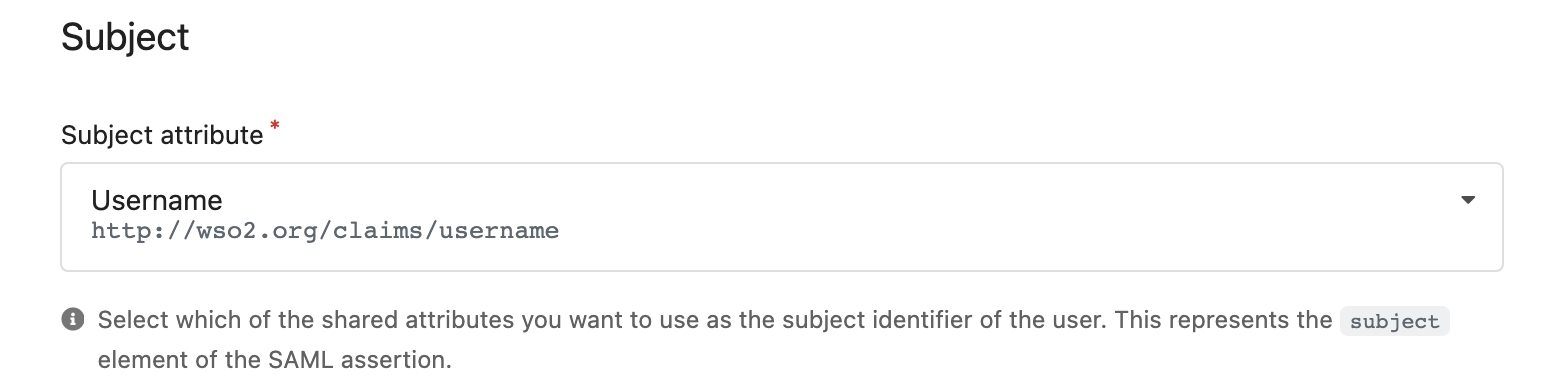 Subject
Subject attribute *
Username
http://wso2.org/claims/username
Select which of the shared attributes you want to use as the subject identifier of the user. This represents the subject
element of the SAML assertion.